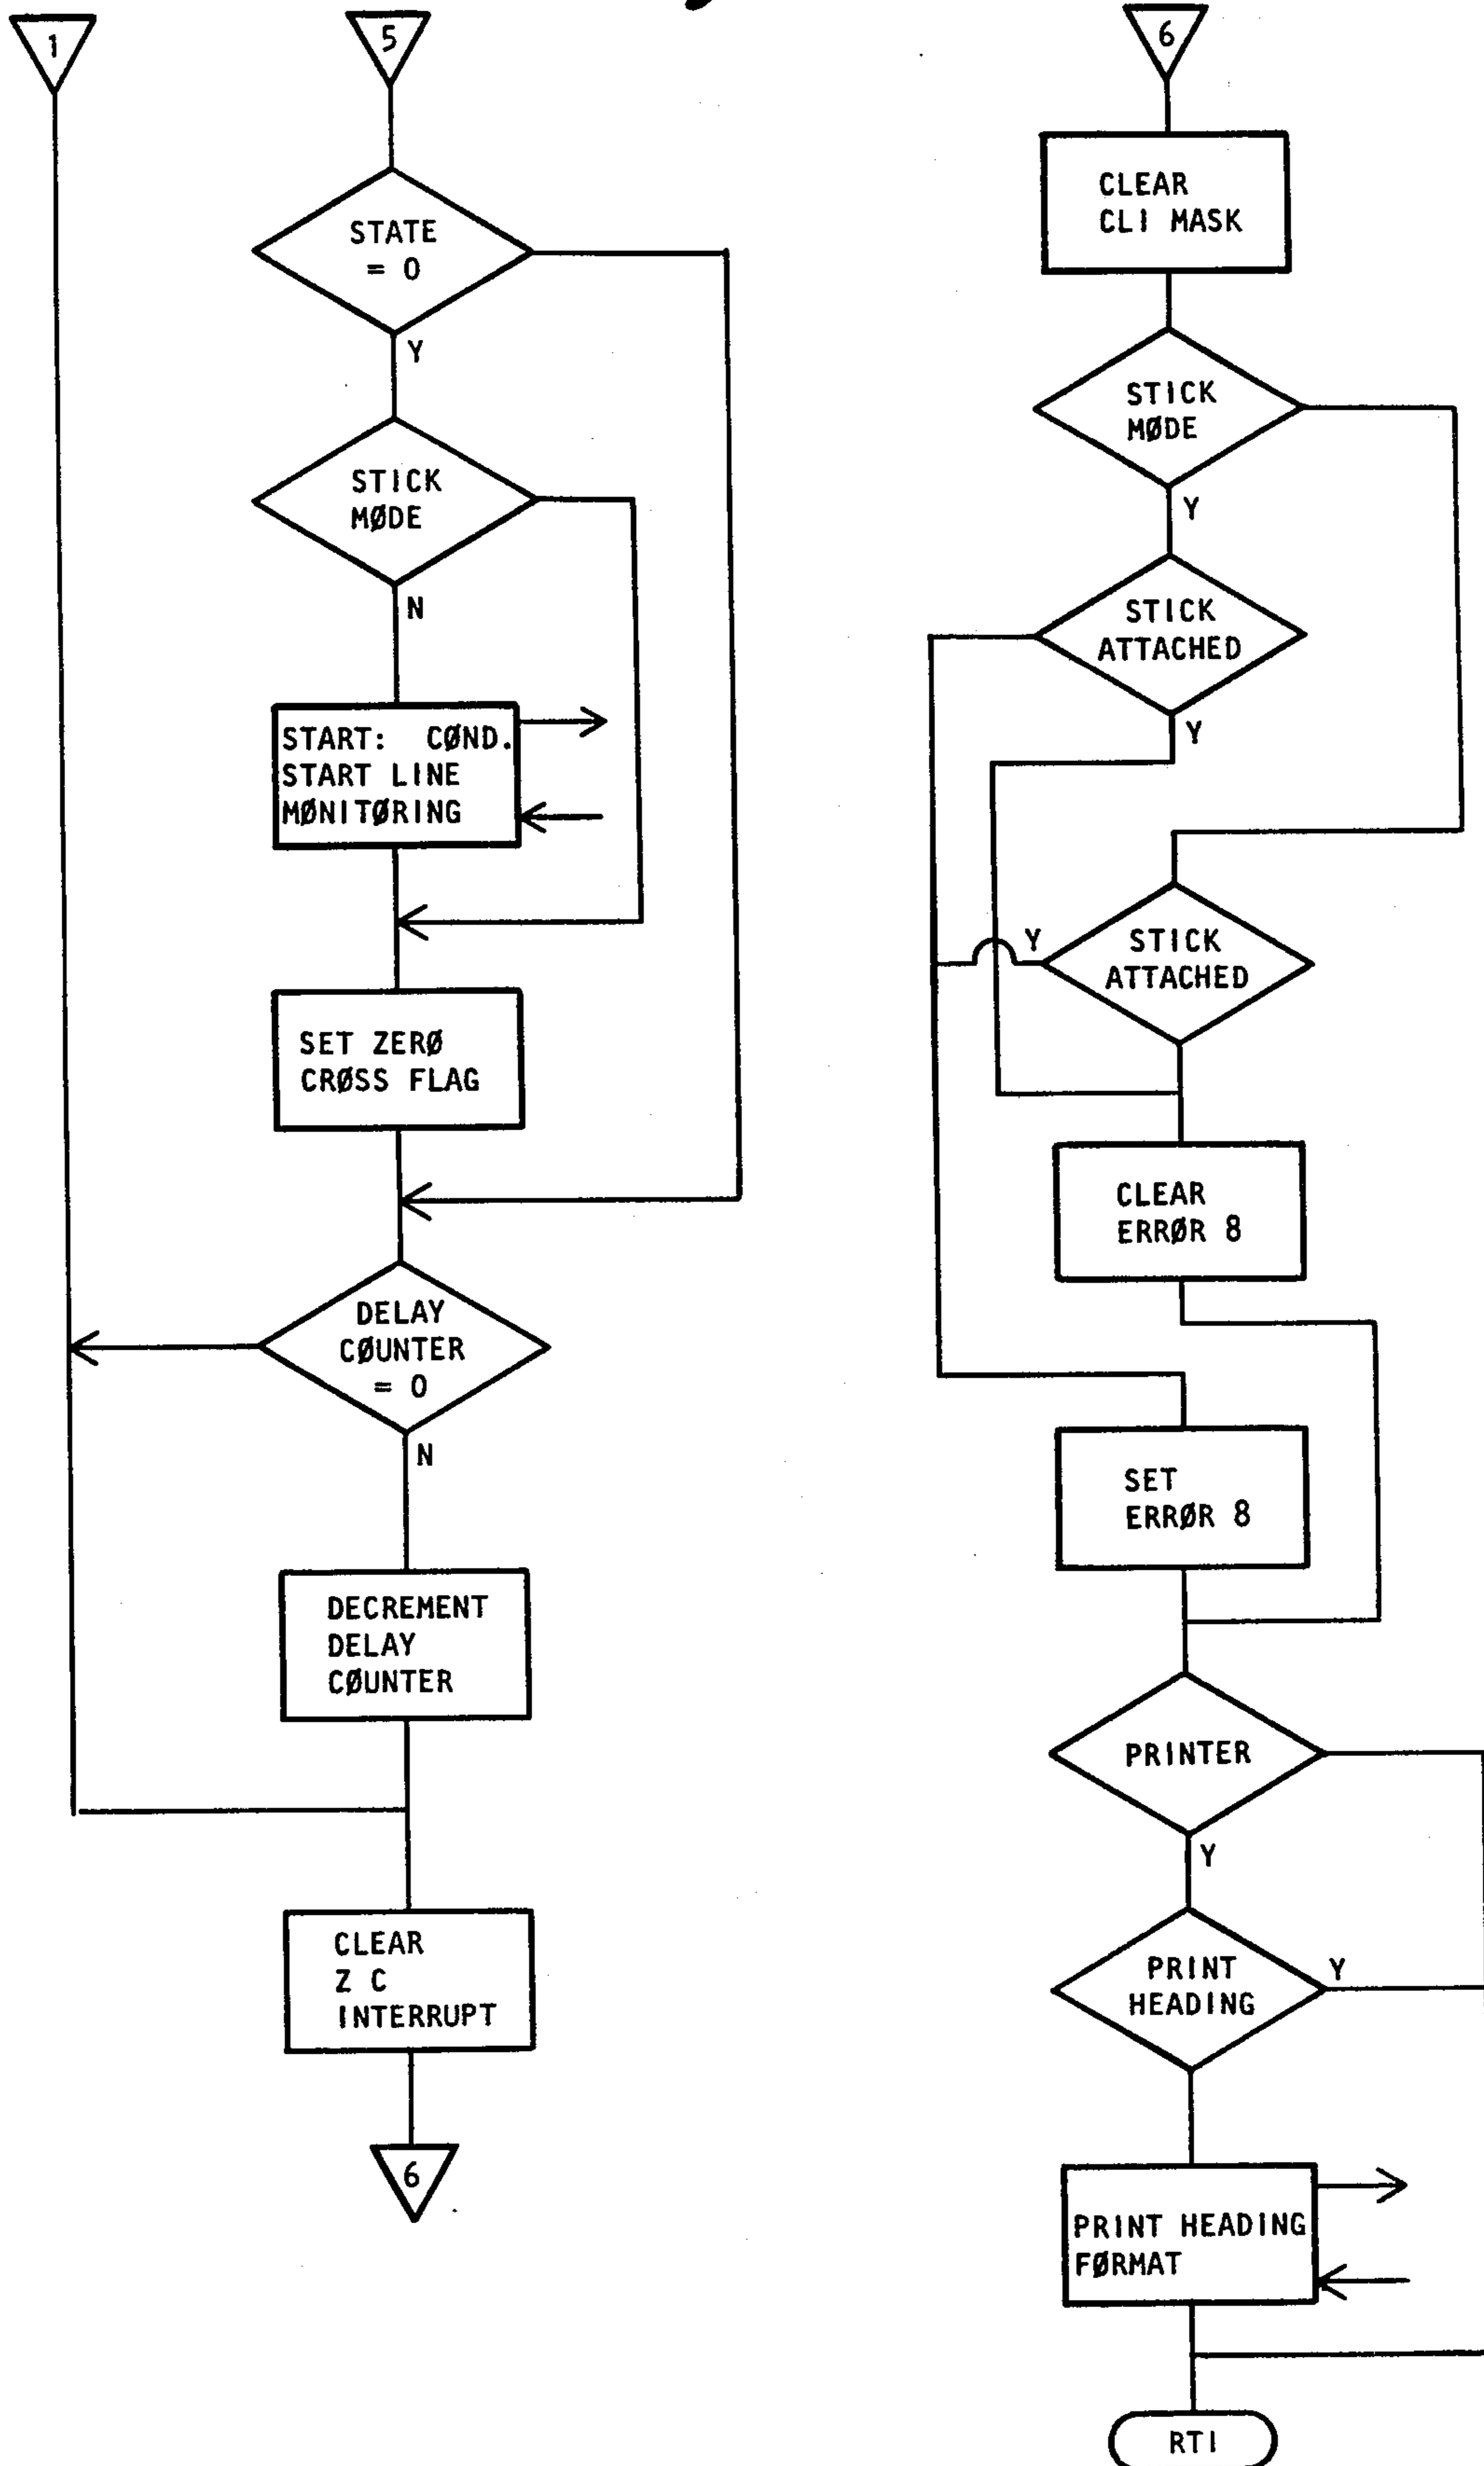 1
5
STATE
= 0
Y
STICK
MØDE
N
START: CØND.
START LINE
MØNITØRING
SET ZERØ
CRØSS FLAG
DELAY
CØUNTER
= 0
N
DECREMENT
DELAY
CØUNTER
CLEAR
Z C
INTERRUPT
6
6
CLEAR
CLI MASK
STICK
MØDE
Y
STICK
ATTACHED
Y
Y
STICK
ATTACHED
CLEAR
ERRØR 8
SET
ERRØR 8
PRINTER
Y
PRINT
HEADING
Y
PRINT HEADING
FØRMAT
RTI